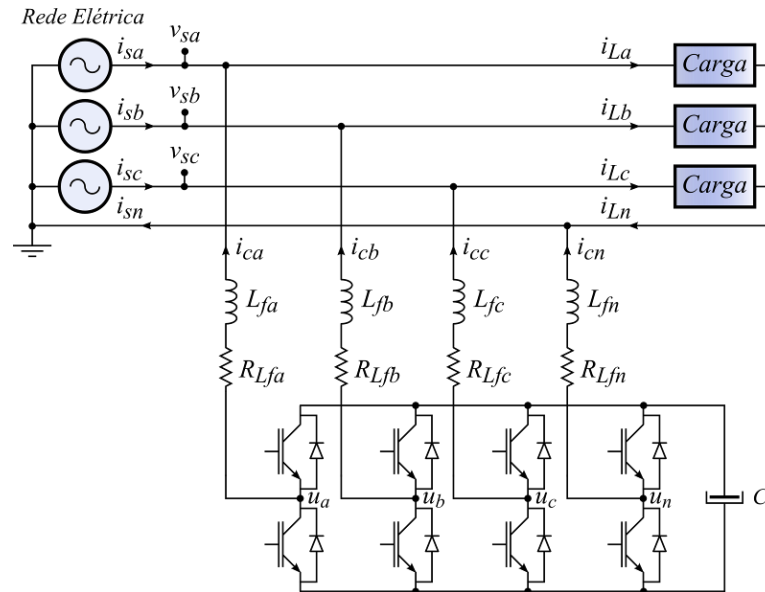 Rede Elétrica
i_sa
v_sa
i_La
Carga
i_sb
v_sb
i_Lb
Carga
i_sc
v_sc
i_Lc
Carga
i_sn
i_Ln
i_ca
i_cb
i_cc
i_cn
L_fa
L_fb
L_fc
L_fn
R_Lfa
R_Lfb
R_Lfc
R_Lfn
u_a
u_b
u_c
u_n